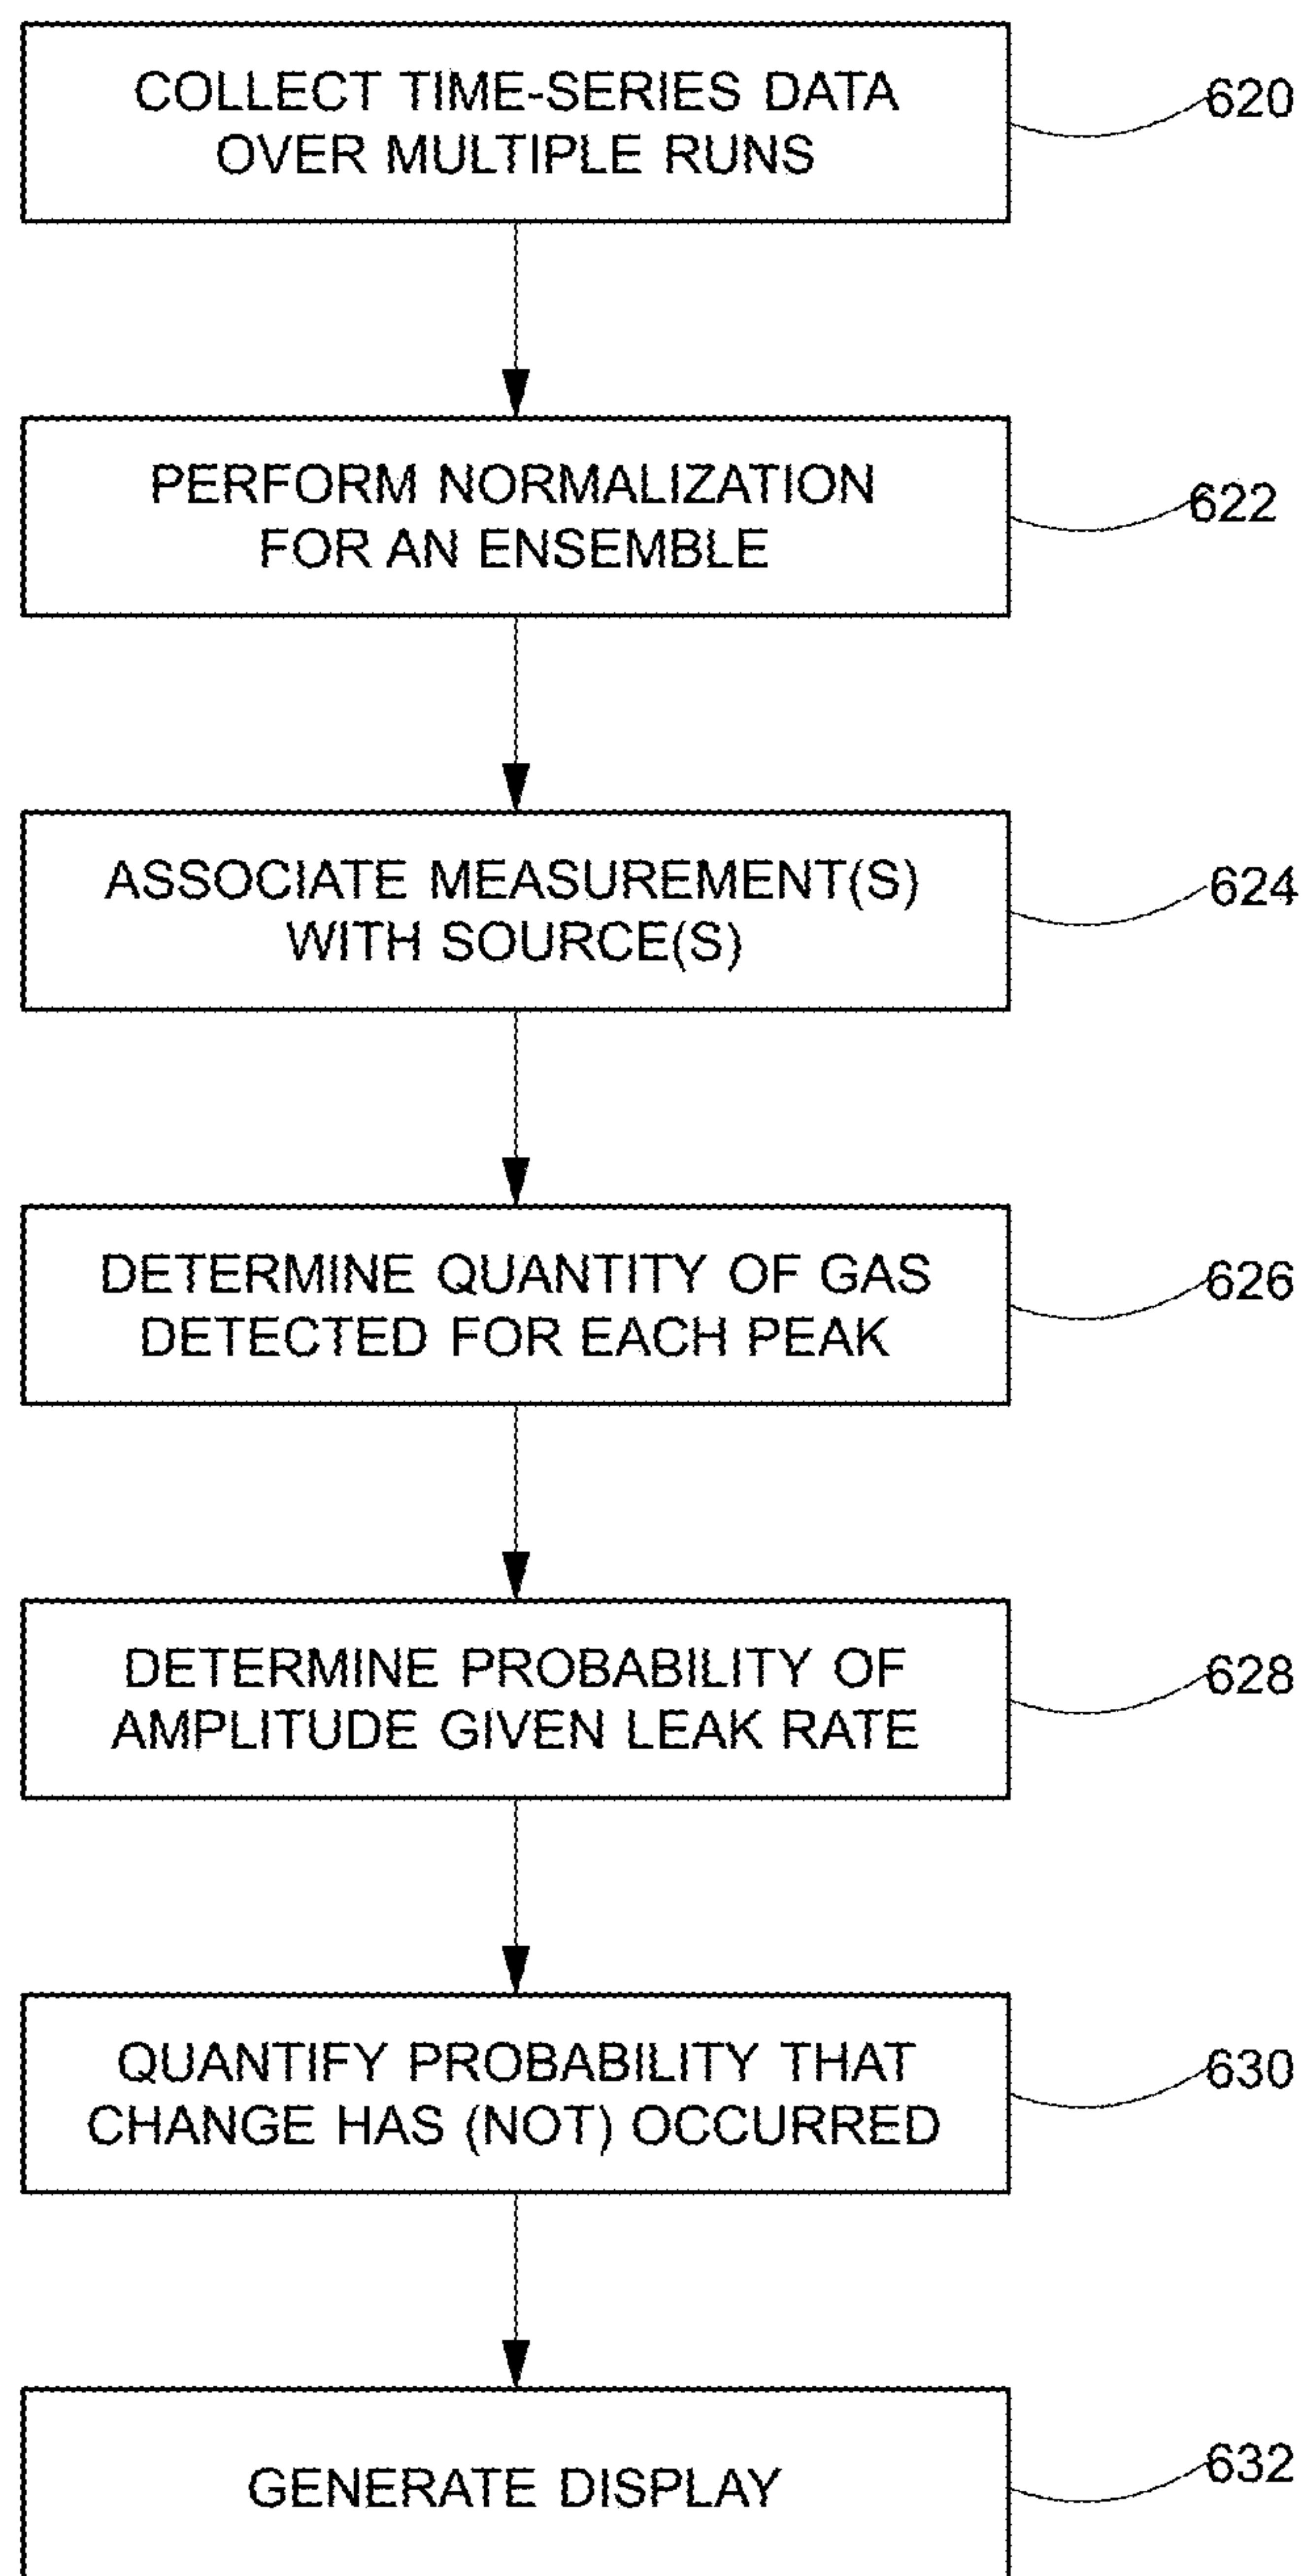 COLLECT TIME-SERIES DATA
OVER MULTIPLE RUNS
620
PERFORM NORMALIZATION
FOR AN ENSEMBLE
622
ASSOCIATE MEASUREMENT(S)
WITH SOURCE(S)
624
DETERMINE QUANTITY OF GAS
DETECTED FOR EACH PEAK
626
DETERMINE PROBABILITY OF
AMPLITUDE GIVEN LEAK RATE
628
QUANTIFY PROBABILITY THAT
CHANGE HAS (NOT) OCCURRED
630
GENERATE DISPLAY
632